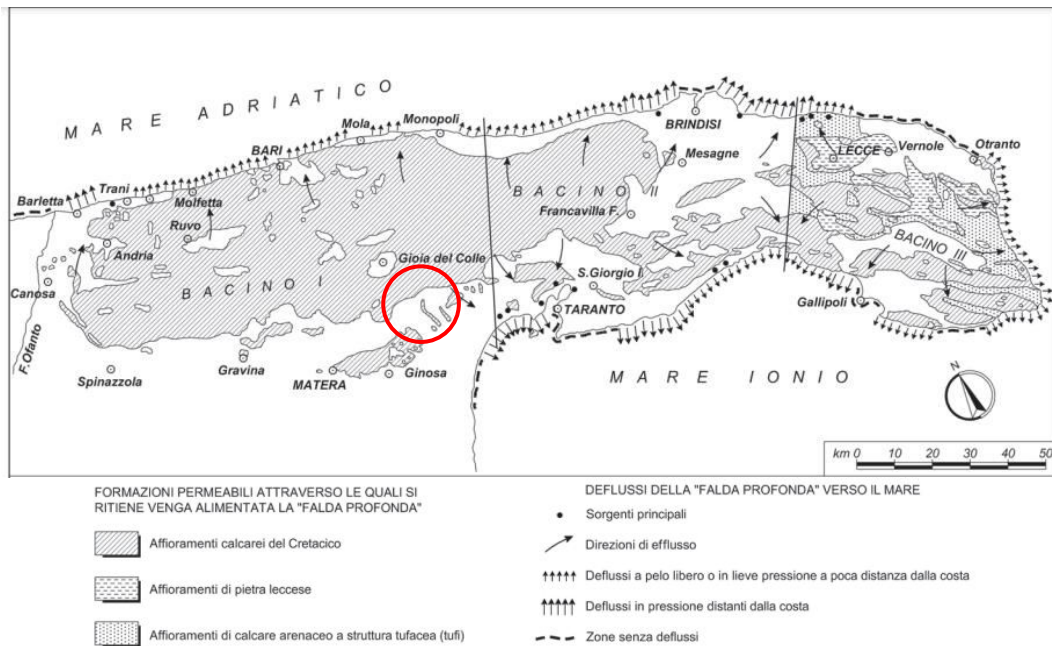 MARE ADRIATICO
Monopoli
Mola
BARI
BRINDISI
Mesagne
LECCE
Vernole
Otranto
Barletta
Trani
Molfetta
Ruvo
Andria
BACINO II
Francavilla F.
Gioia del Colle
BACINO III
BACINO I
S.Giorgio I.
Canosa
TARANTO
Gallipoli
F.Ofanto
Spinazzola
Gravina
MATERA
Ginosa
MARE IONIO
N
km 0 10 20 30 40 50
FORMAZIONI PERMEABILI ATTRAVERSO LE QUALI SI
RITIENE VENGA ALIMENTATA LA "FALDA PROFONDA"
Affioramenti calcarei del Cretacico
Affioramenti di pietra leccese
Affioramenti di calcare arenaceo a struttura tufacea (tufi)
DEFLUSSI DELLA "FALDA PROFONDA" VERSO IL MARE
Sorgenti principali
Direzioni di efflusso
Deflussi a pelo libero o in lieve pressione a poca distanza dalla costa
Deflussi in pressione distanti dalla costa
Zone senza deflussi